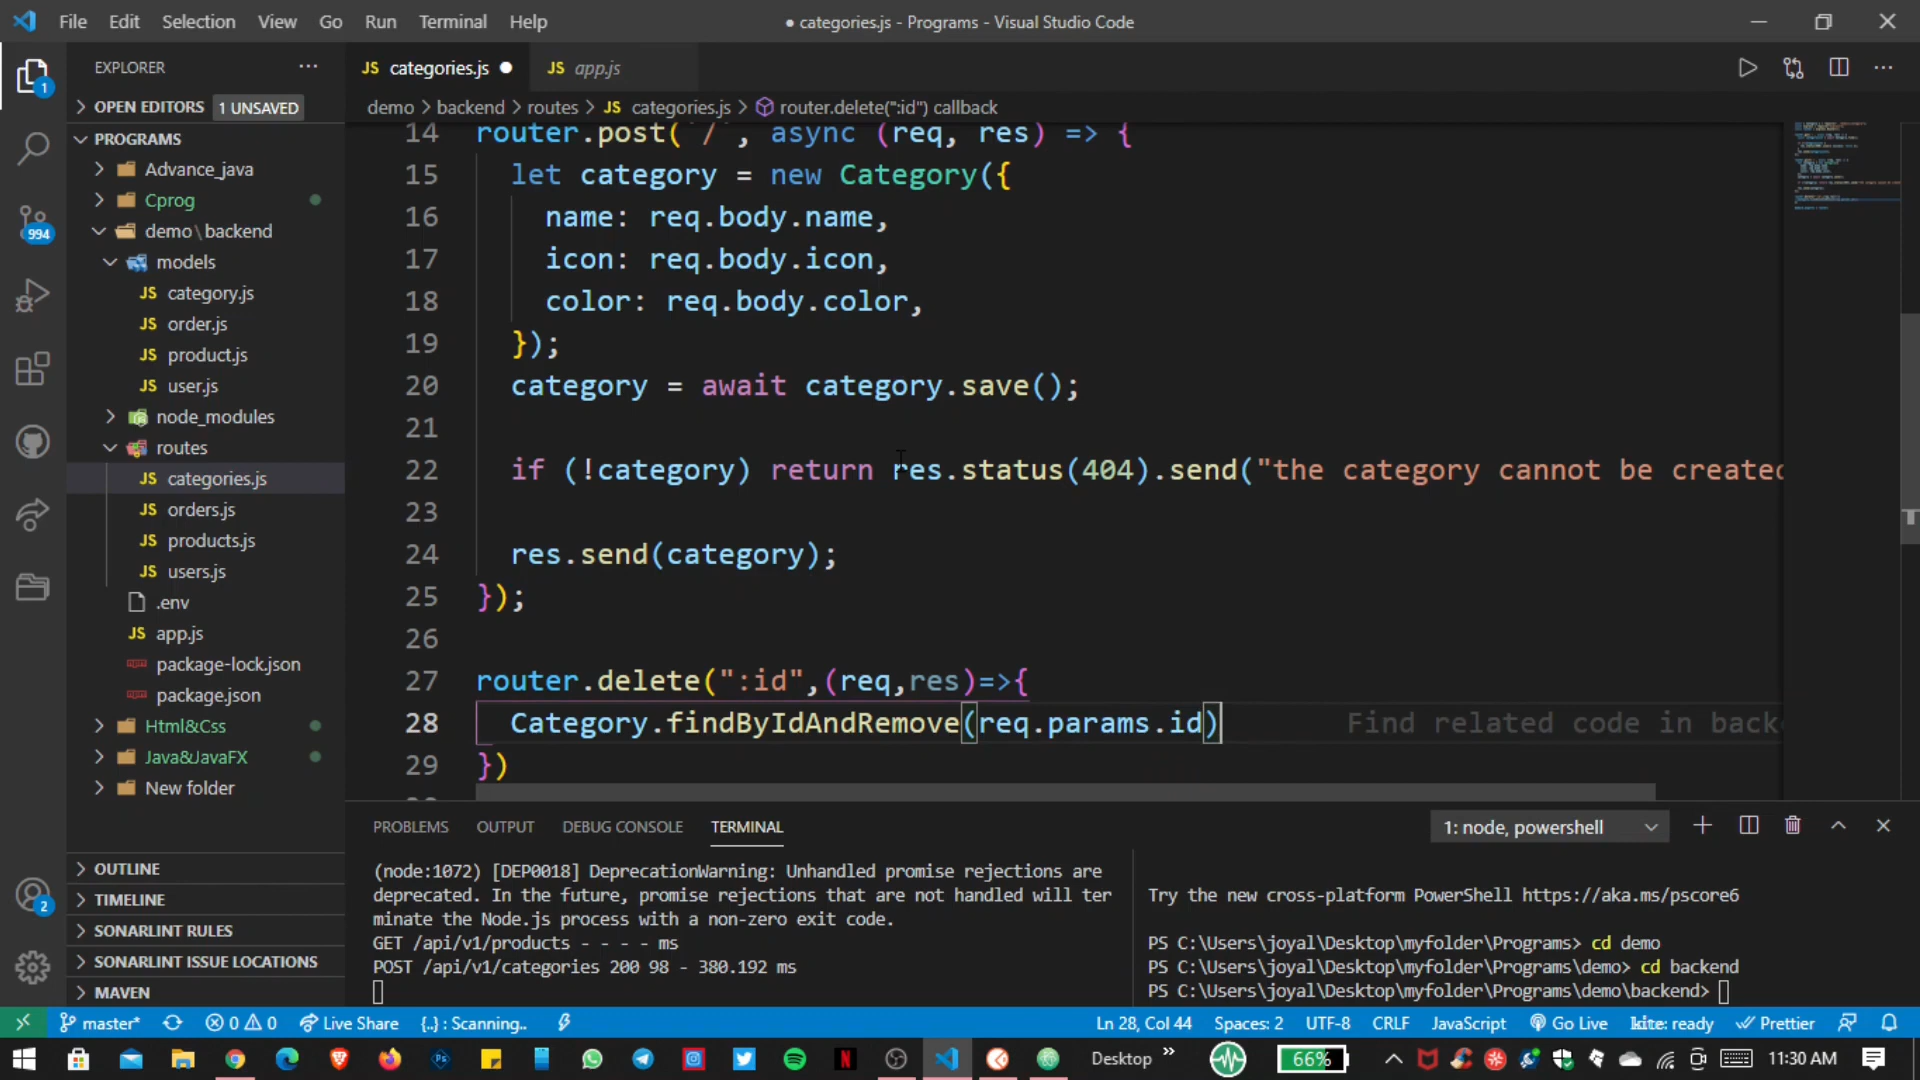 File Edit Selection View Go Run Terminal Help
● categories.js - Programs - Visual Studio Code
EXPLORER
JS categories.js ●
JS app.js
OPEN EDITORS 1 UNSAVED
demo > backend > routes > JS categories.js > router.delete(":id") callback
PROGRAMS
Advance_java
Cprog
demo\backend
models
JS category.js
JS order.js
JS product.js
JS user.js
node_modules
routes
JS categories.js
JS orders.js
JS products.js
JS users.js
.env
JS app.js
package-lock.json
package.json
Html&Css
Java&JavaFX
New folder
OUTLINE
TIMELINE
SONARLINT RULES
SONARLINT ISSUE LOCATIONS
MAVEN
1
994
2
14 router.post(`/`, async (req, res) => {
15 let category = new Category({
16 name: req.body.name,
17 icon: req.body.icon,
18 color: req.body.color,
19 });
20 category = await category.save();
21
22 if (!category) return res.status(404).send("the category cannot be created
23
24 res.send(category);
25 });
26
27 router.delete(":id",(req,res)=>{
28 Category.findByIdAndRemove(req.params.id) Find related code in back
29 })
PROBLEMS OUTPUT DEBUG CONSOLE TERMINAL
1: node, powershell
(node:1072) [DEP0018] DeprecationWarning: Unhandled promise rejections are
deprecated. In the future, promise rejections that are not handled will ter
minate the Node.js process with a non-zero exit code.
GET /api/v1/products - - - - ms
POST /api/v1/categories 200 98 - 380.192 ms
Try the new cross-platform PowerShell https://aka.ms/pscore6
PS C:\Users\joyal\Desktop\myfolder\Programs> cd demo
PS C:\Users\joyal\Desktop\myfolder\Programs\demo> cd backend
PS C:\Users\joyal\Desktop\myfolder\Programs\demo\backend>
master* 0 0 Live Share {..} : Scanning..
Ln 28, Col 44 Spaces: 2 UTF-8 CRLF JavaScript Go Live kite: ready Prettier
Desktop » 66% 11:30 AM